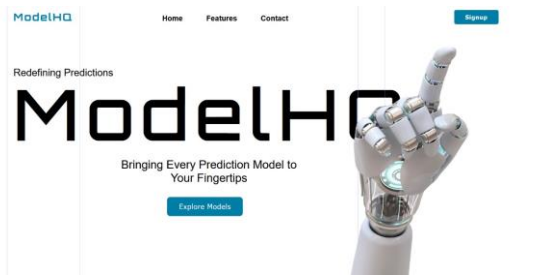 ModelHQ
Home Features Contact
Signup
Redefining Predictions
ModelHQ
Bringing Every Prediction Model to
Your Fingertips
Explore Models